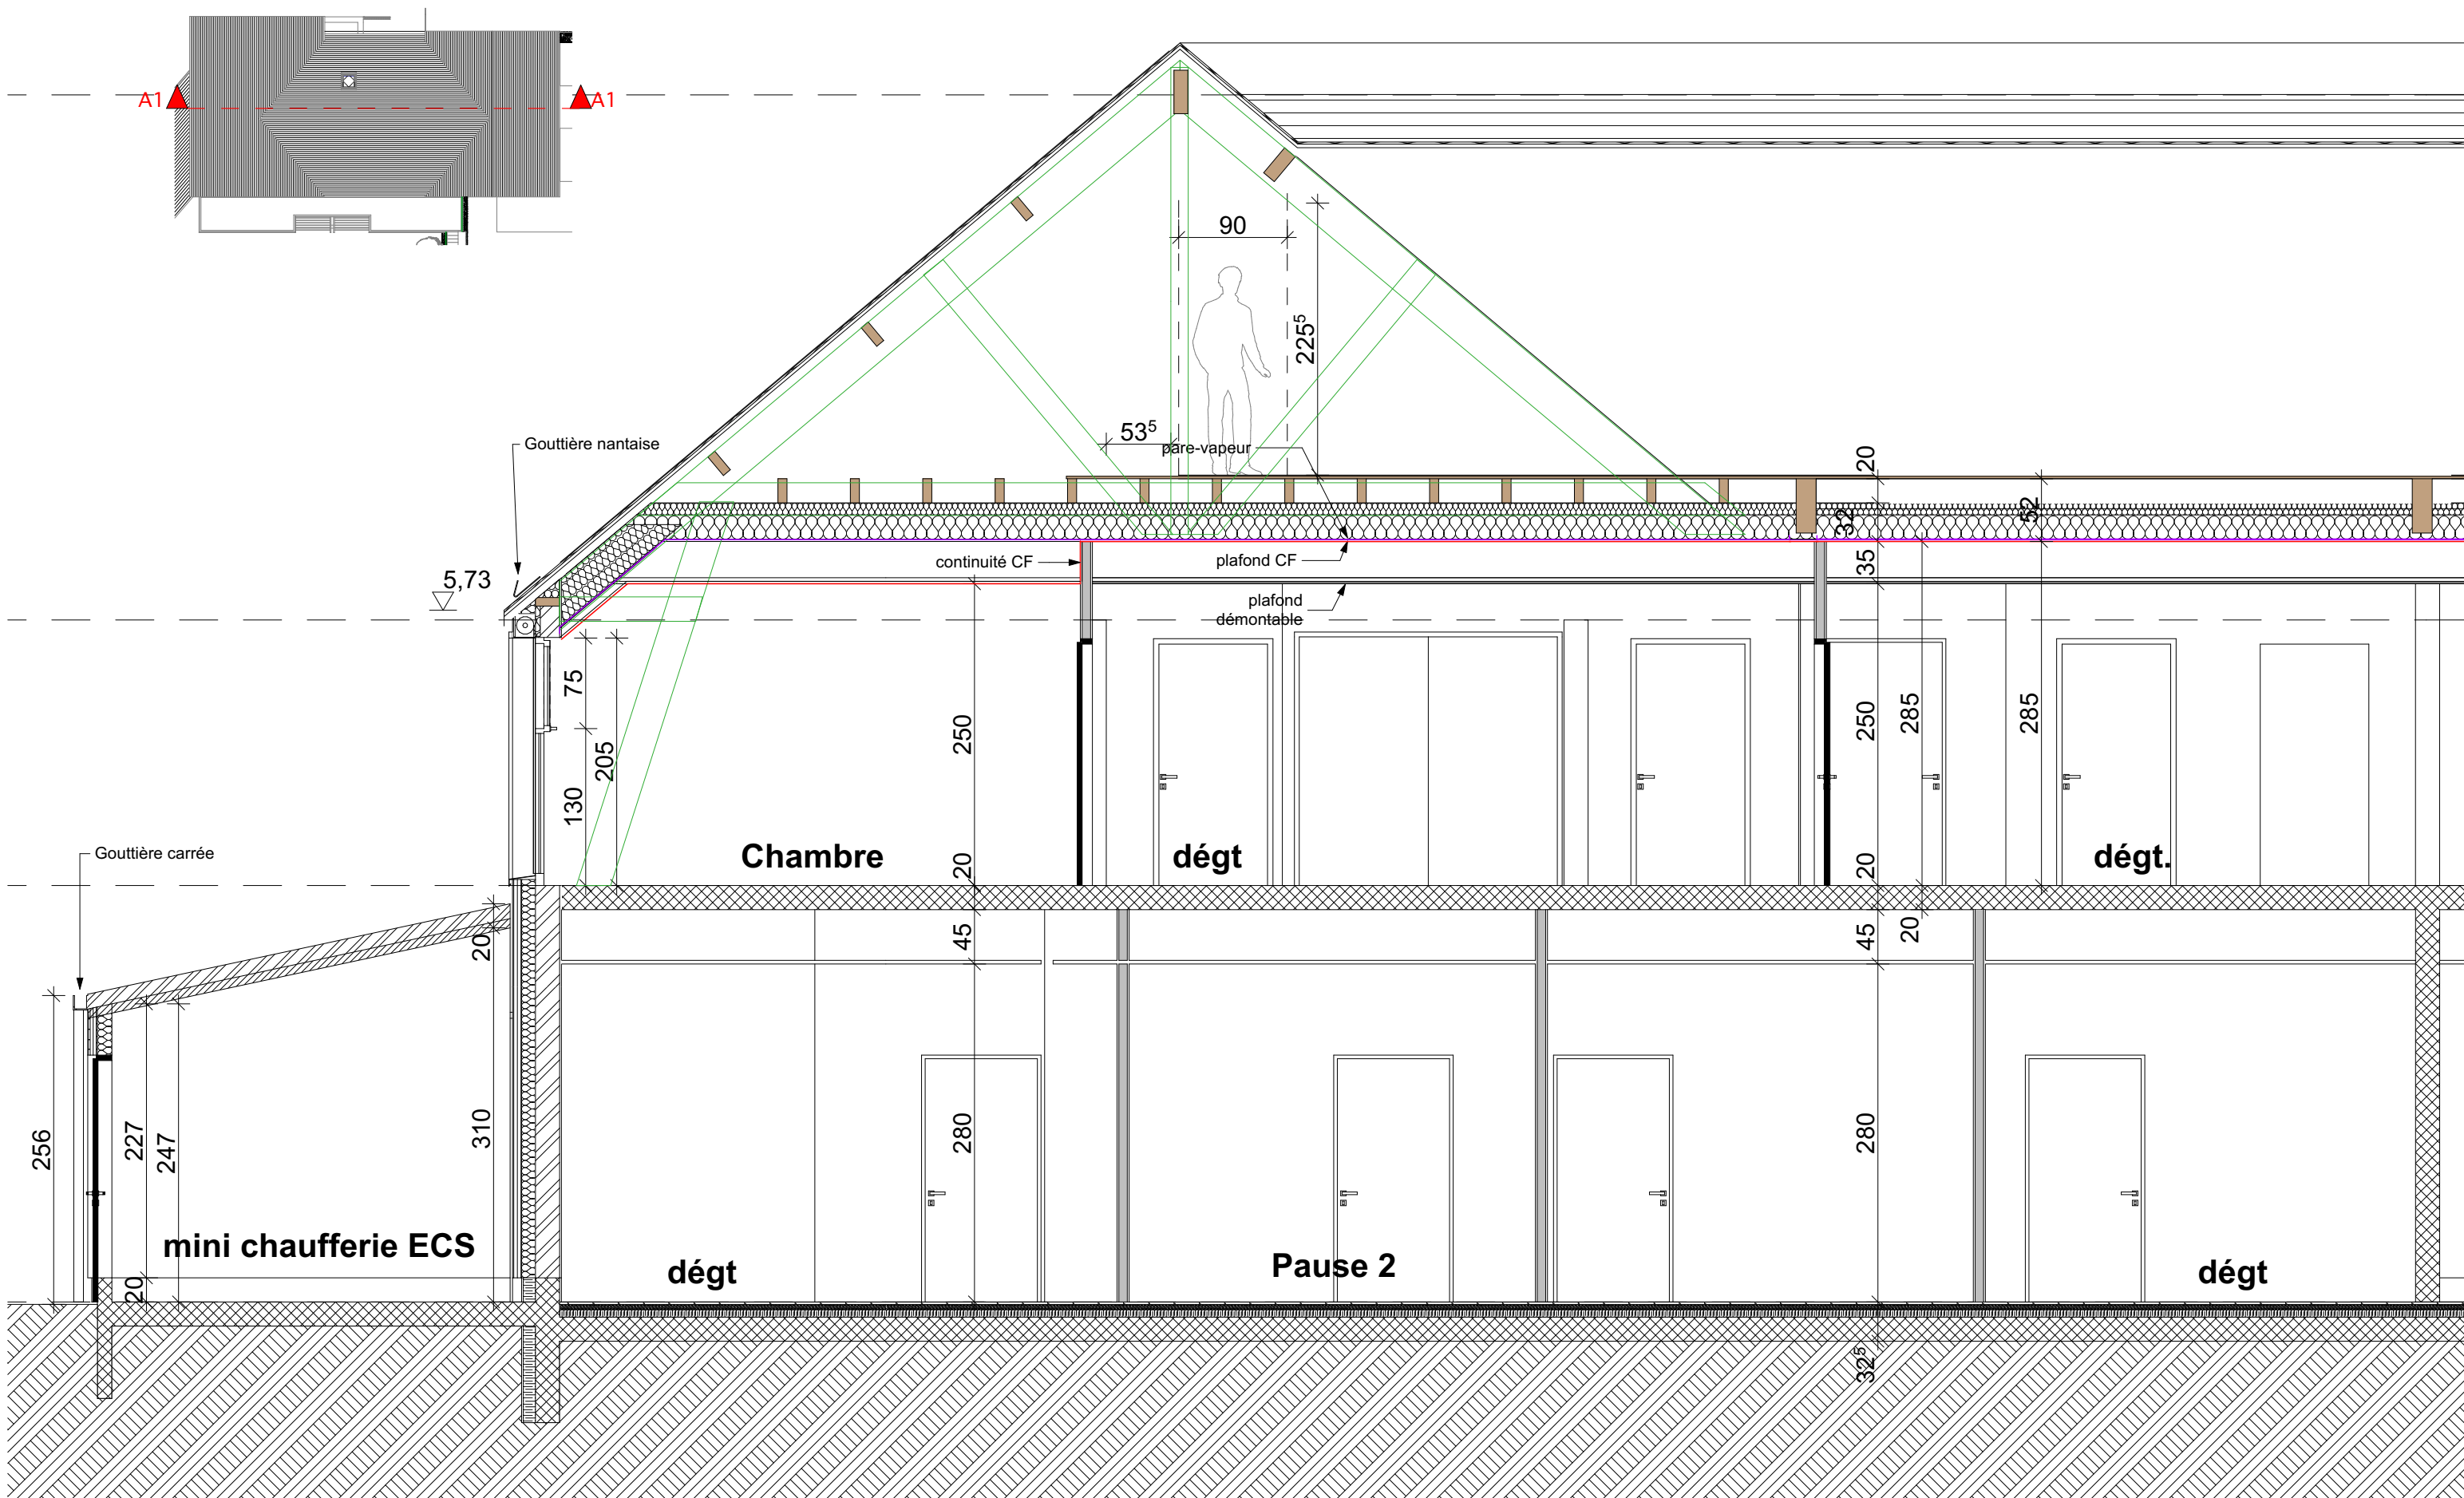 A1
A1
90
225⁵
53⁵
pare-vapeur
Gouttière nantaise
20
32
52
continuité CF
plafond CF
35
5,73
plafond
démontable
75
205
130
250
250
285
285
Gouttière carrée
Chambre
dégt
dégt.
20
20
20
45
45
20
256
227
247
310
280
280
mini chaufferie ECS
dégt
Pause 2
dégt
20
32⁵